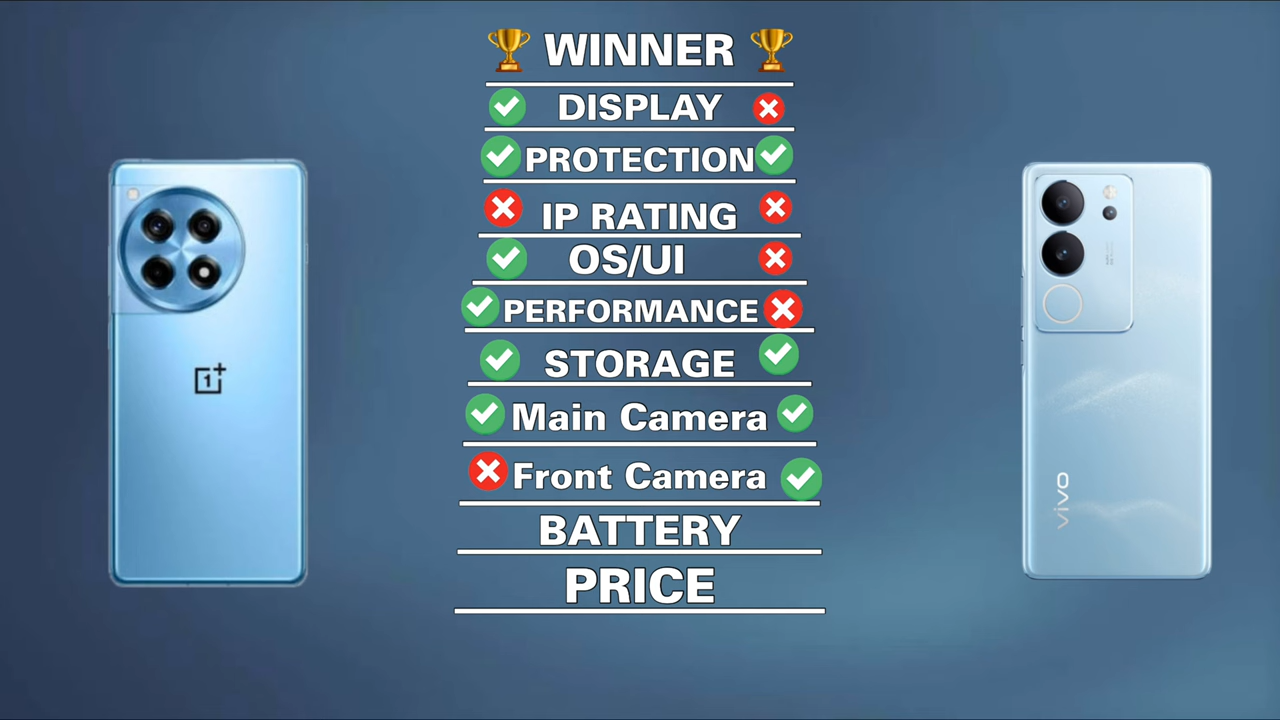 WINNER
DISPLAY
PROTECTION
IP RATING
OS/UI
PERFORMANCE
STORAGE
Main Camera
Front Camera
BATTERY
PRICE
1+
vivo